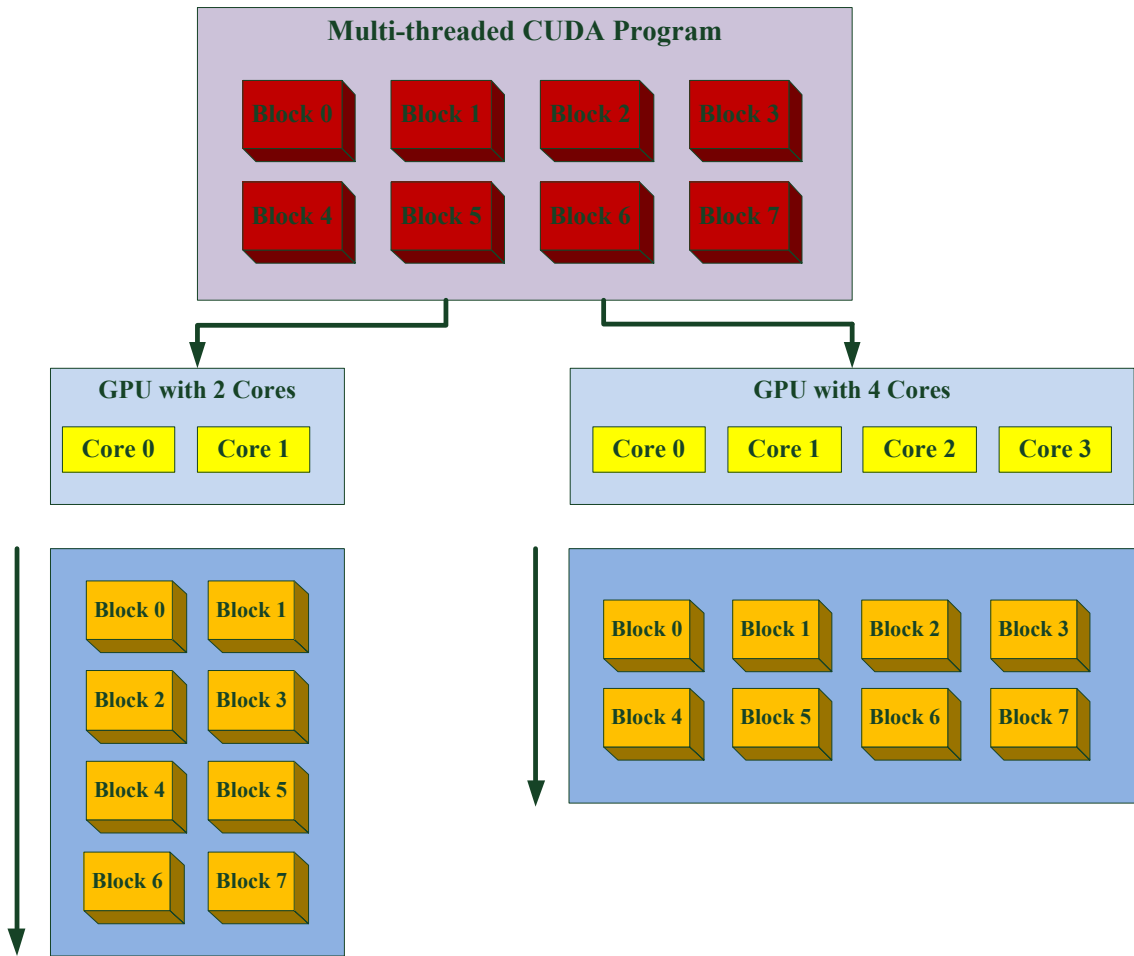 Multi-threaded CUDA Program
Block 0 Block 1 Block 2 Block 3
Block 4 Block 5 Block 6 Block 7
GPU with 2 Cores
Core 0 Core 1
GPU with 4 Cores
Core 0 Core 1 Core 2 Core 3
Block 0 Block 1
Block 2 Block 3
Block 4 Block 5
Block 6 Block 7
Block 0 Block 1 Block 2 Block 3
Block 4 Block 5 Block 6 Block 7